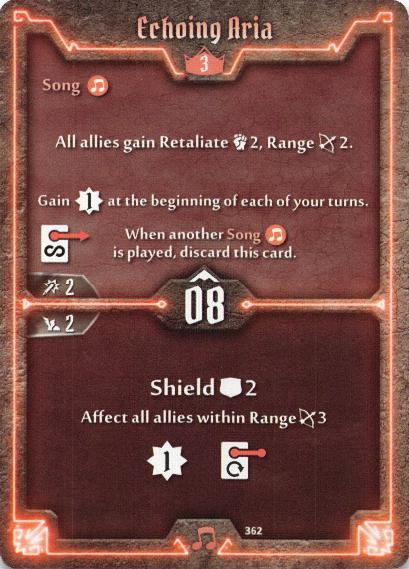 Echoing Aria
3
Song
All allies gain Retaliate 2, Range 2.
Gain 1 at the beginning of each of your turns.
S
When another Song
is played, discard this card.
2
08
2
Shield 2
Affect all allies within Range 3
1
362